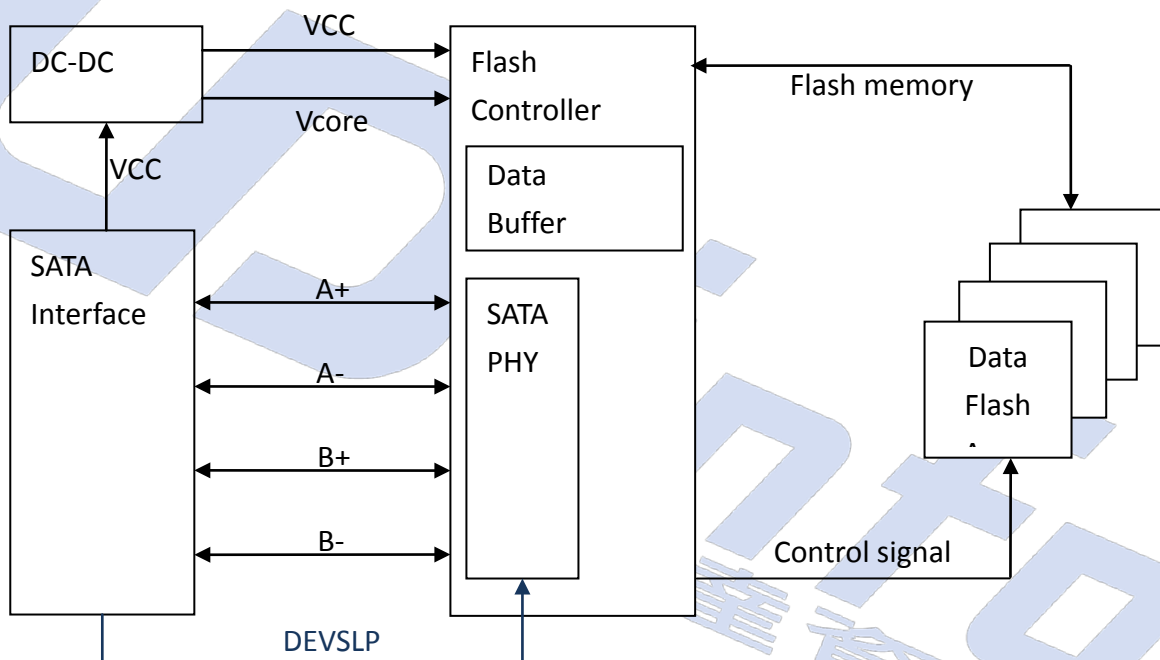 VCC
DC-DC
Flash
Controller
Flash memory
Vcore
VCC
Data
Buffer
SATA
Interface
A+
SATA
PHY
A-
Data
Flash
B+
B-
Control signal
DEVSLP